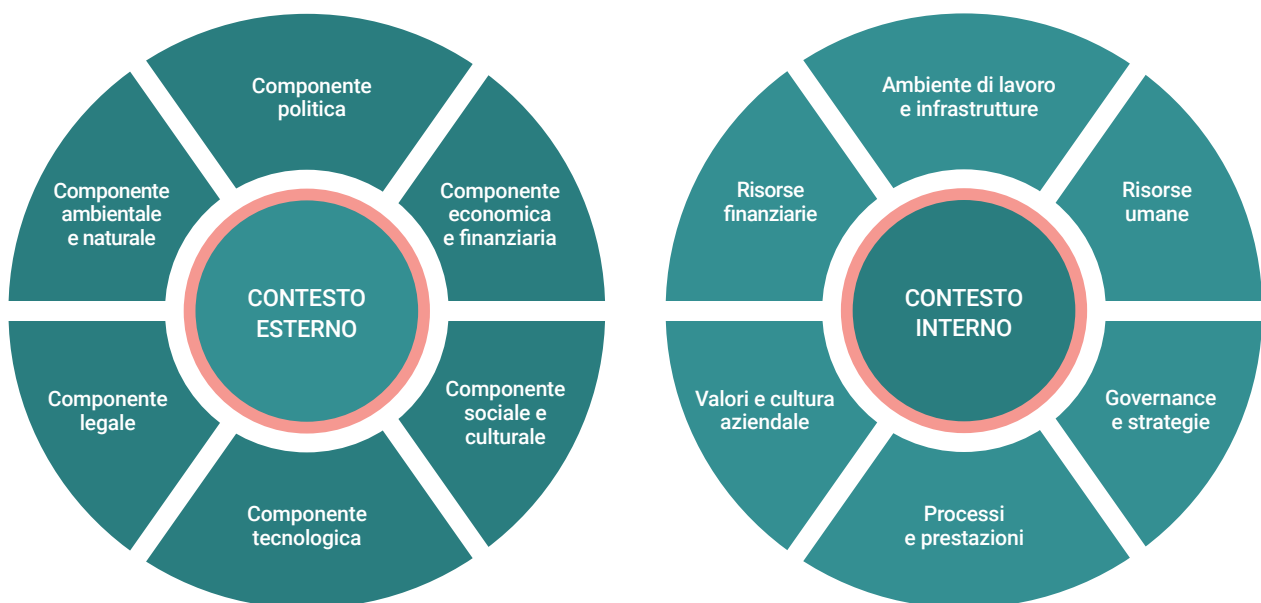 Componente
politica
Componente
economica
e finanziaria
Componente
sociale e
culturale
Componente
tecnologica
Componente
legale
Componente
ambientale
e naturale
CONTESTO
ESTERNO
Ambiente di lavoro
e infrastrutture
Risorse
umane
Governance
e strategie
Processi
e prestazioni
Valori e cultura
aziendale
Risorse
finanziarie
CONTESTO
INTERNO